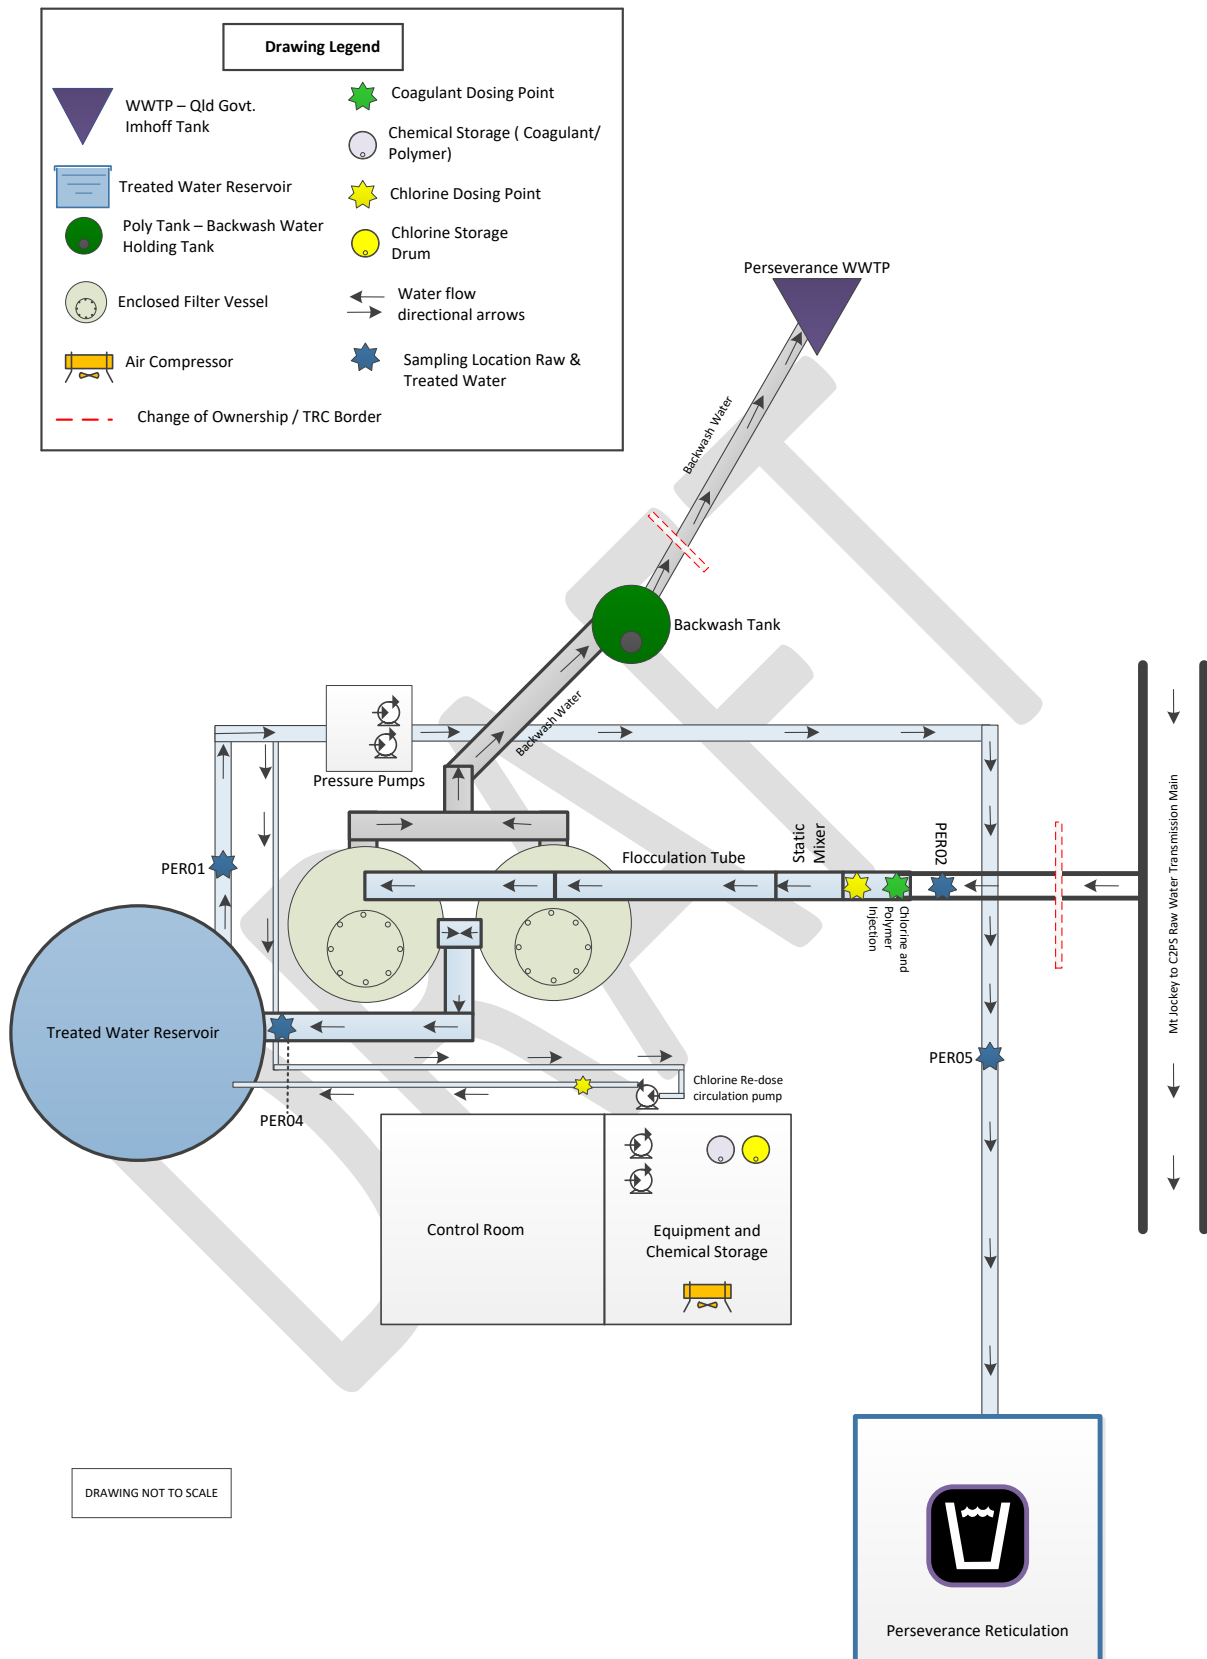 Drawing Legend
WWTP – Qld Govt.
Imhoff Tank
Treated Water Reservoir
Poly Tank – Backwash Water
Holding Tank
Enclosed Filter Vessel
Air Compressor
Change of Ownership / TRC Border
Coagulant Dosing Point
Chemical Storage ( Coagulant/
Polymer)
Chlorine Dosing Point
Chlorine Storage
Drum
Water flow
directional arrows
Sampling Location Raw &
Treated Water
Perseverance WWTP
Backwash Water
Backwash Tank
Backwash Water
Pressure Pumps
PER01
Flocculation Tube
Static
Mixer
PER02
Chlorine and
Polymer
Injection
Mt Jockey to C2PS Raw Water Transmission Main
Treated Water Reservoir
PER04
PER05
Chlorine Re-dose
circulation pump
Control Room
Equipment and
Chemical Storage
DRAWING NOT TO SCALE
Perseverance Reticulation
DRAFT